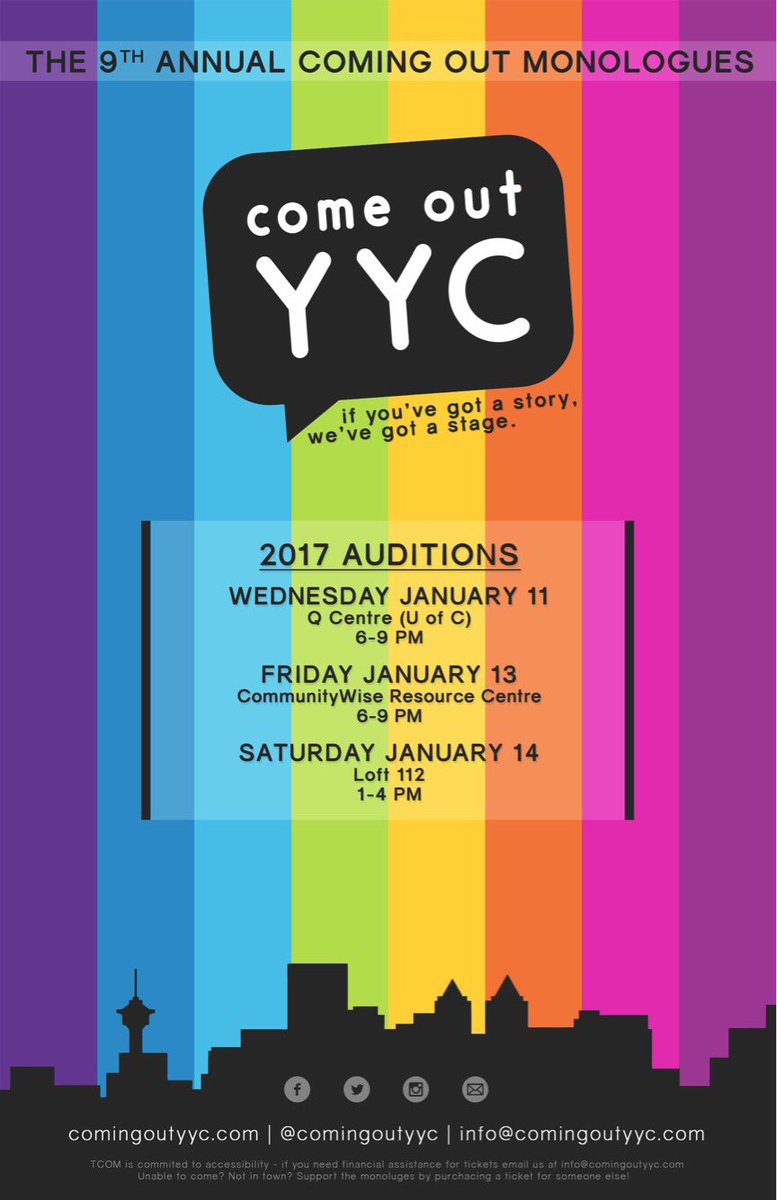 THE 9TH ANNUAL COMING OUT MONOLOGUES
come out
YYC
if you've got a story,
we've got a stage.
2017 AUDITIONS
WEDNESDAY JANUARY 11
Q Centre (U of C)
6-9 PM
FRIDAY JANUARY 13
CommunityWise Resource Centre
6-9 PM
SATURDAY JANUARY 14
Loft 112
1-4 PM
comingoutyyc.com | @comingoutyyc | info@comingoutyyc.com
TCOM is commited to accessibility - if you need financial assistance for tickets email us at info@comingoutyyc.com
Unable to come? Not in town? Support the monoluges by purchacing a ticket for someone else!